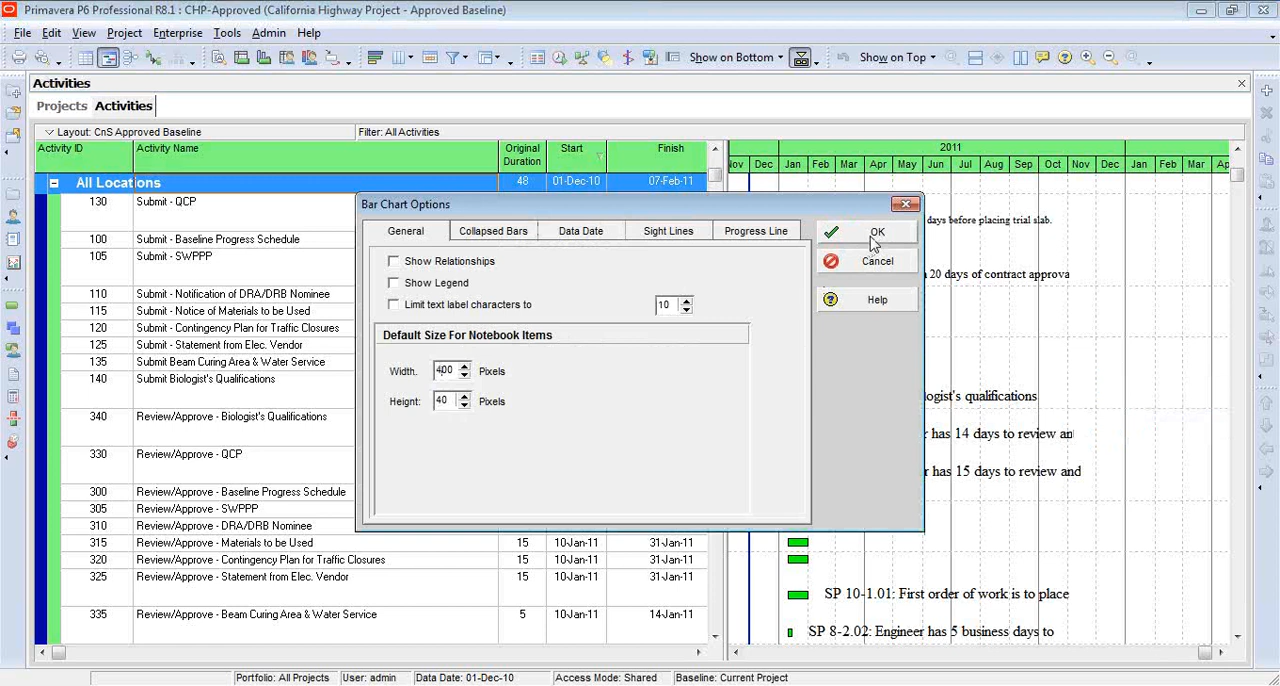 Primavera P6 Professional R8.1 : CHP-Approved (California Highway Project - Approved Baseline)
File Edit View Project Enterprise Tools Admin Help
Show on Bottom Show on Top
Activities
Projects Activities
Layout: CnS Approved Baseline Filter: All Activities
Activity ID Activity Name Original Duration Start Finish 2011
Nov Dec Jan Feb Mar Apr May Jun Jul Aug Sep Oct Nov Dec Jan Feb Mar
All Locations 48 01-Dec-10 07-Feb-11
130 Submit - QCP
days before placing trial slab.
100 Submit - Baseline Progress Schedule
105 Submit - SWPPP
20 days of contract approva
110 Submit - Notification of DRA/DRB Nominee
115 Submit - Notice of Materials to be Used
120 Submit - Contingency Plan for Traffic Closures
125 Submit - Statement from Elec. Vendor
135 Submit Beam Curing Area & Water Service
140 Submit Biologist's Qualifications
ogist's qualifications
340 Review/Approve - Biologist's Qualifications
r has 14 days to review an
330 Review/Approve - QCP
r has 15 days to review and
300 Review/Approve - Baseline Progress Schedule
305 Review/Approve - SWPPP
310 Review/Approve - DRA/DRB Nominee
315 Review/Approve - Materials to be Used 15 10-Jan-11 31-Jan-11
320 Review/Approve - Contingency Plan for Traffic Closures 15 10-Jan-11 31-Jan-11
325 Review/Approve - Statement from Elec. Vendor 15 10-Jan-11 31-Jan-11
SP 10-1.01: First order of work is to place
335 Review/Approve - Beam Curing Area & Water Service 5 10-Jan-11 14-Jan-11
SP 8-2.02: Engineer has 5 business days to
Bar Chart Options
General Collapsed Bars Data Date Sight Lines Progress Line
OK
Cancel
Help
Show Relationships
Show Legend
Limit text label characters to 10
Default Size For Notebook Items
Width. 400 Pixels
Height: 40 Pixels
Portfolio: All Projects User: admin Data Date: 01-Dec-10 Access Mode: Shared Baseline: Current Project